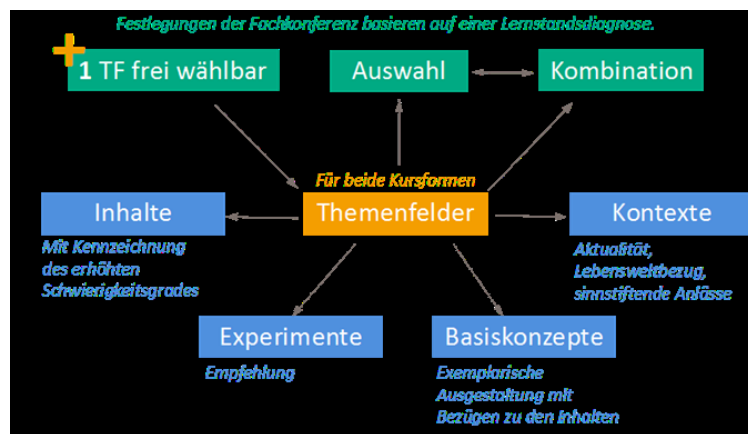 Festlegungen der Fachkonferenz basieren auf einer Lernstandsdiagnose.
1 TF frei wählbar
Auswahl
Kombination
Für beide Kursformen
Themenfelder
Inhalte
Mit Kennzeichnung
des erhöhten
Schwierigkeitsgrades
Kontexte
Aktualität,
Lebensweltbezug,
sinnstiftende Anlässe
Experimente
Empfehlung
Basiskonzepte
Exemplarische
Ausgestaltung mit
Bezügen zu den Inhalten